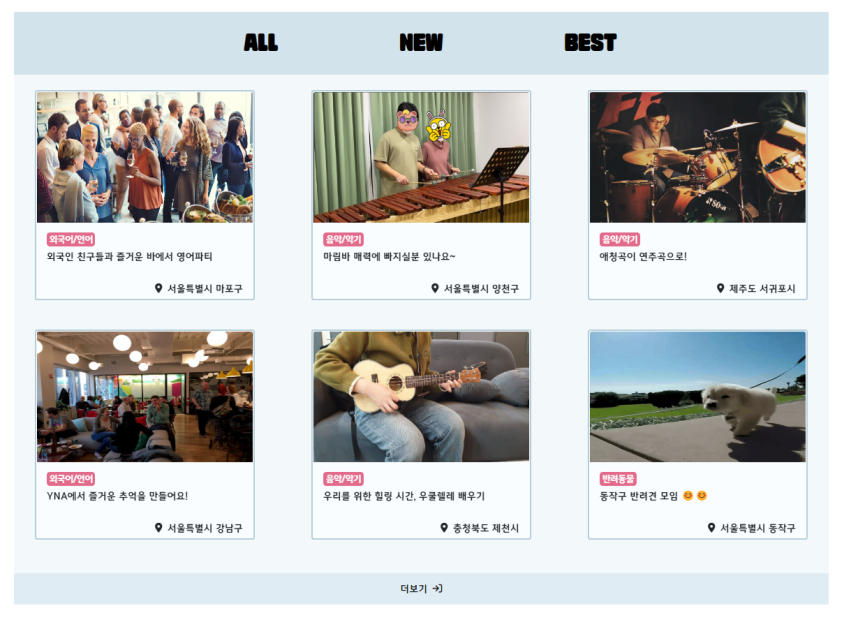 ALL NEW BEST
외국어/언어
외국인 친구들과 즐거운 바에서 영어파티
서울특별시 마포구
음악/악기
마림바 매력에 빠지실분 있나요~
서울특별시 양천구
음악/악기
애청곡이 연주곡으로!
제주도 서귀포시
외국어/언어
YNA에서 즐거운 추억을 만들어요!
서울특별시 강남구
음악/악기
우리를 위한 힐링 시간, 우쿨렐레 배우기
충청북도 제천시
반려동물
동작구 반려견 모임 😊 😊
서울특별시 동작구
더보기